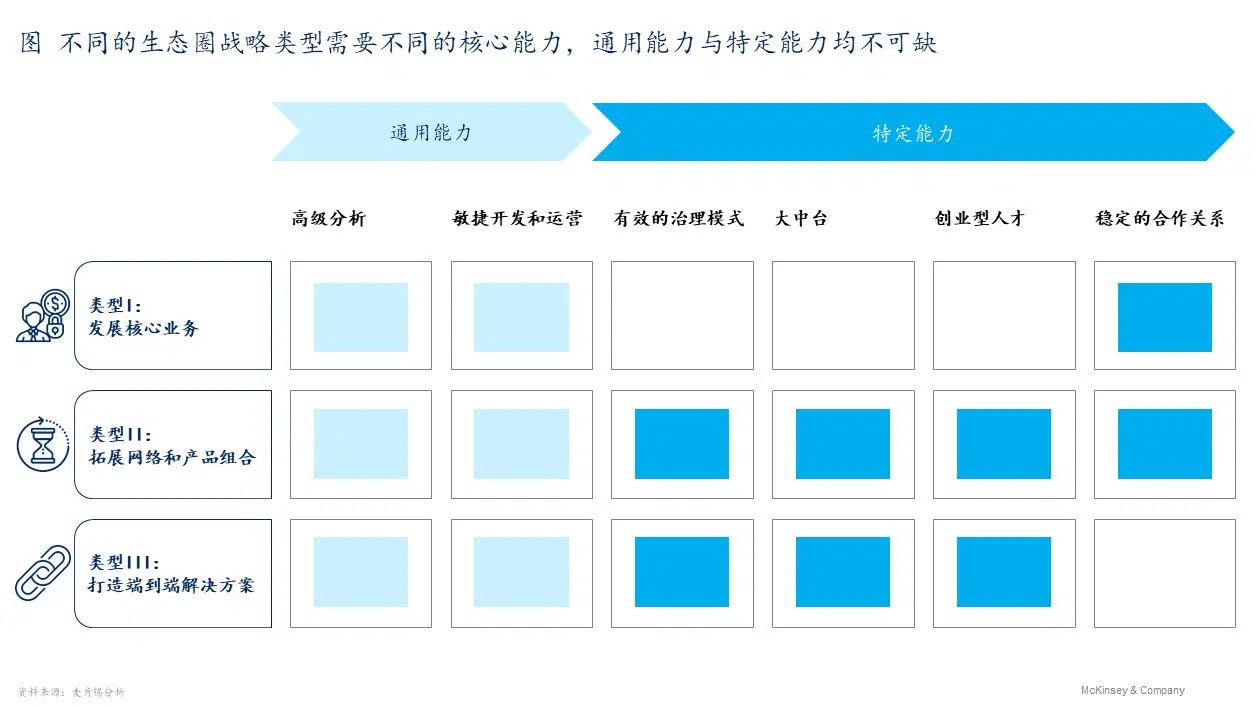 图 不同的生态圈战略类型需要不同的核心能力，通用能力与特定能力均不可缺
通用能力
特定能力
高级分析
敏捷开发和运营
有效的治理模式
大中台
创业型人才
稳定的合作关系
类型I：
发展核心业务
类型II：
拓展网络和产品组合
类型III：
打造端到端解决方案
资料来源：麦肯锡分析
McKinsey & Company